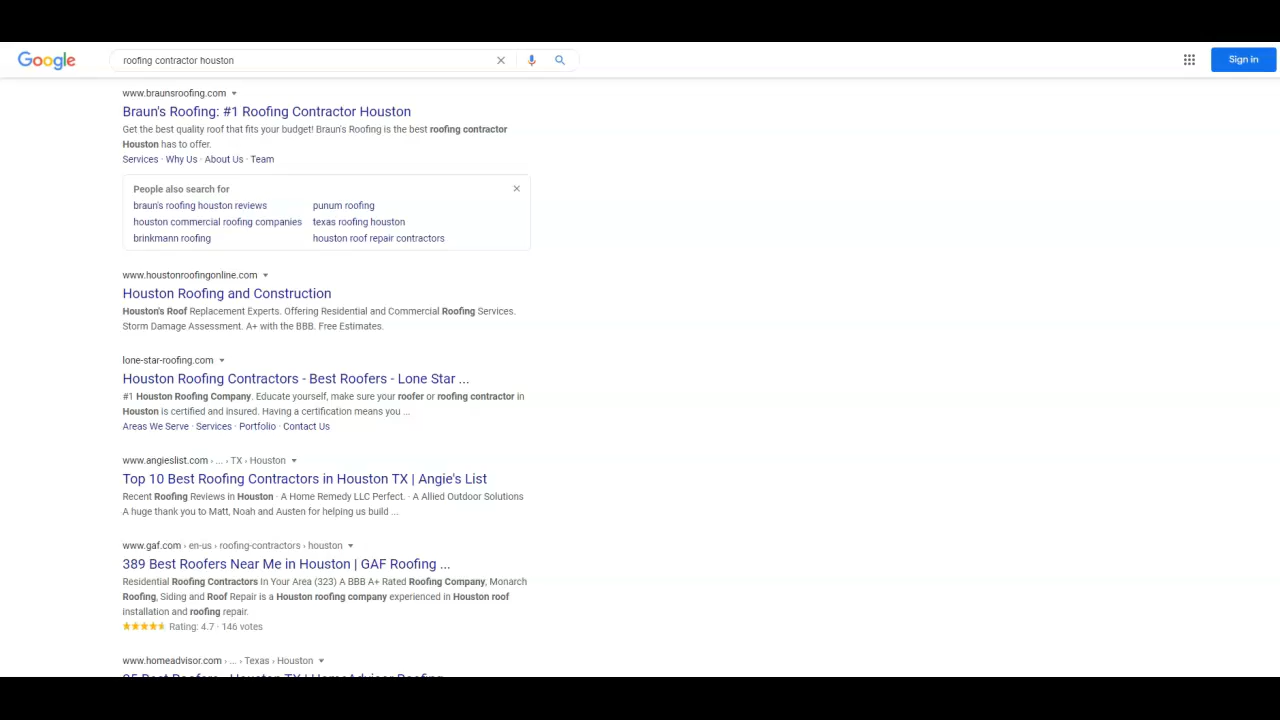 Google
roofing contractor houston
Sign in
www.braunsroofing.com
Braun's Roofing: #1 Roofing Contractor Houston
Get the best quality roof that fits your budget! Braun's Roofing is the best roofing contractor
Houston has to offer.
Services · Why Us · About Us · Team
People also search for
braun's roofing houston reviews
punum roofing
houston commercial roofing companies
texas roofing houston
brinkmann roofing
houston roof repair contractors
www.houstonroofingonline.com
Houston Roofing and Construction
Houston's Roof Replacement Experts. Offering Residential and Commercial Roofing Services.
Storm Damage Assessment. A+ with the BBB. Free Estimates.
lone-star-roofing.com
Houston Roofing Contractors - Best Roofers - Lone Star ...
#1 Houston Roofing Company. Educate yourself, make sure your roofer or roofing contractor in
Houston is certified and insured. Having a certification means you ...
Areas We Serve · Services · Portfolio · Contact Us
www.angieslist.com › ... › TX › Houston
Top 10 Best Roofing Contractors in Houston TX | Angie's List
Recent Roofing Reviews in Houston · A Home Remedy LLC Perfect. · A Allied Outdoor Solutions
A huge thank you to Matt, Noah and Austen for helping us build ...
www.gaf.com › en-us › roofing-contractors › houston
389 Best Roofers Near Me in Houston | GAF Roofing ...
Residential Roofing Contractors In Your Area (323) A BBB A+ Rated Roofing Company, Monarch
Roofing, Siding and Roof Repair is a Houston roofing company experienced in Houston roof
installation and roofing repair.
Rating: 4.7 · 146 votes
www.homeadvisor.com › ... › Texas › Houston